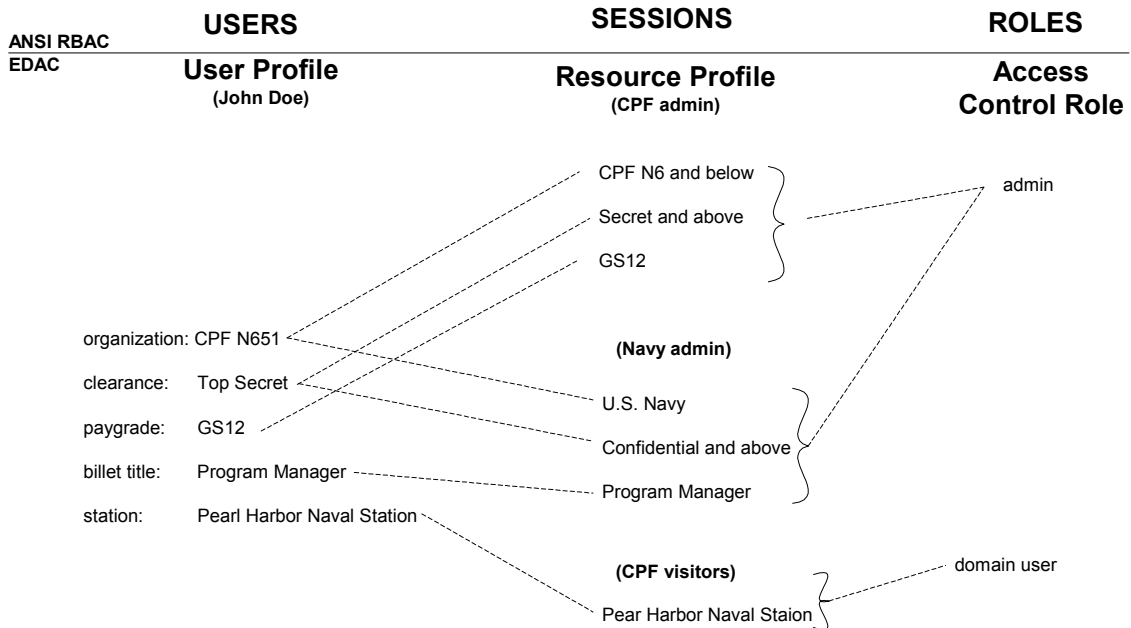 USERS SESSIONS ROLES
ANSI RBAC
EDAC
User Profile
(John Doe)
Resource Profile
(CPF admin)
Access
Control Role
CPF N6 and below
admin
Secret and above
GS12
organization: CPF N651
(Navy admin)
clearance: Top Secret
U.S. Navy
paygrade: GS12
Confidential and above
billet title: Program Manager
Program Manager
station: Pearl Harbor Naval Station
(CPF visitors)
domain user
Pear Harbor Naval Staion